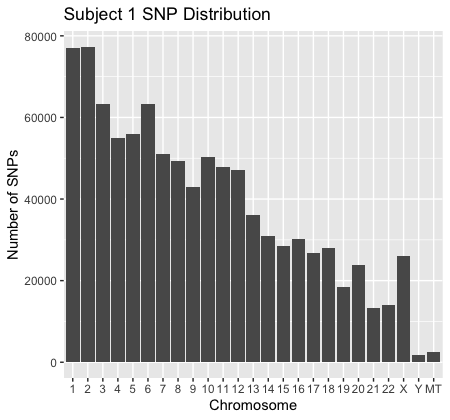 Subject 1 SNP Distribution
80000
60000
40000
20000
0
Number of SNPs
1 2 3 4 5 6 7 8 9 10 11 12 13 14 15 16 17 18 19 20 21 22 X Y MT
Chromosome